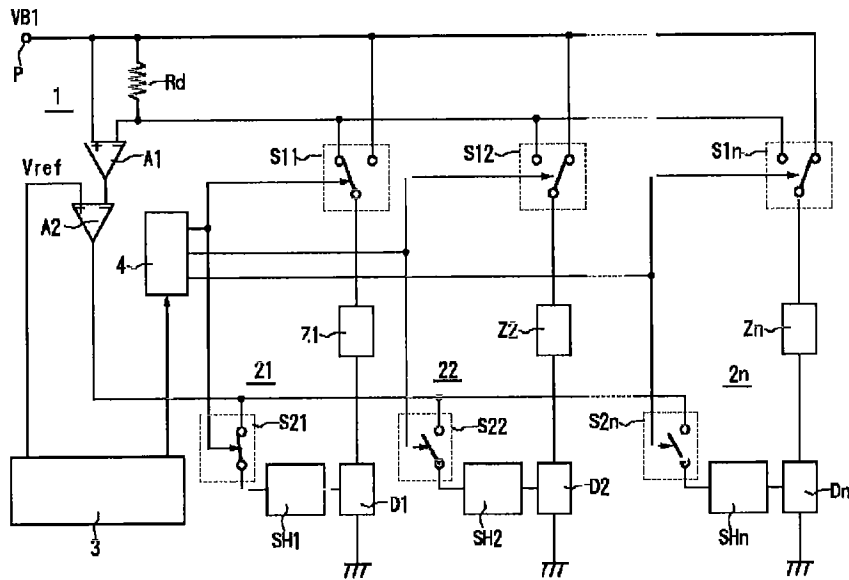 VB1
P
Rd
1
S11
S12
S1n
A1
Vref
A2
4
Z1
Z2
Zn
21
22
2n
S21
S22
S2n
D1
D2
Dn
3
SH1
SH2
SHn